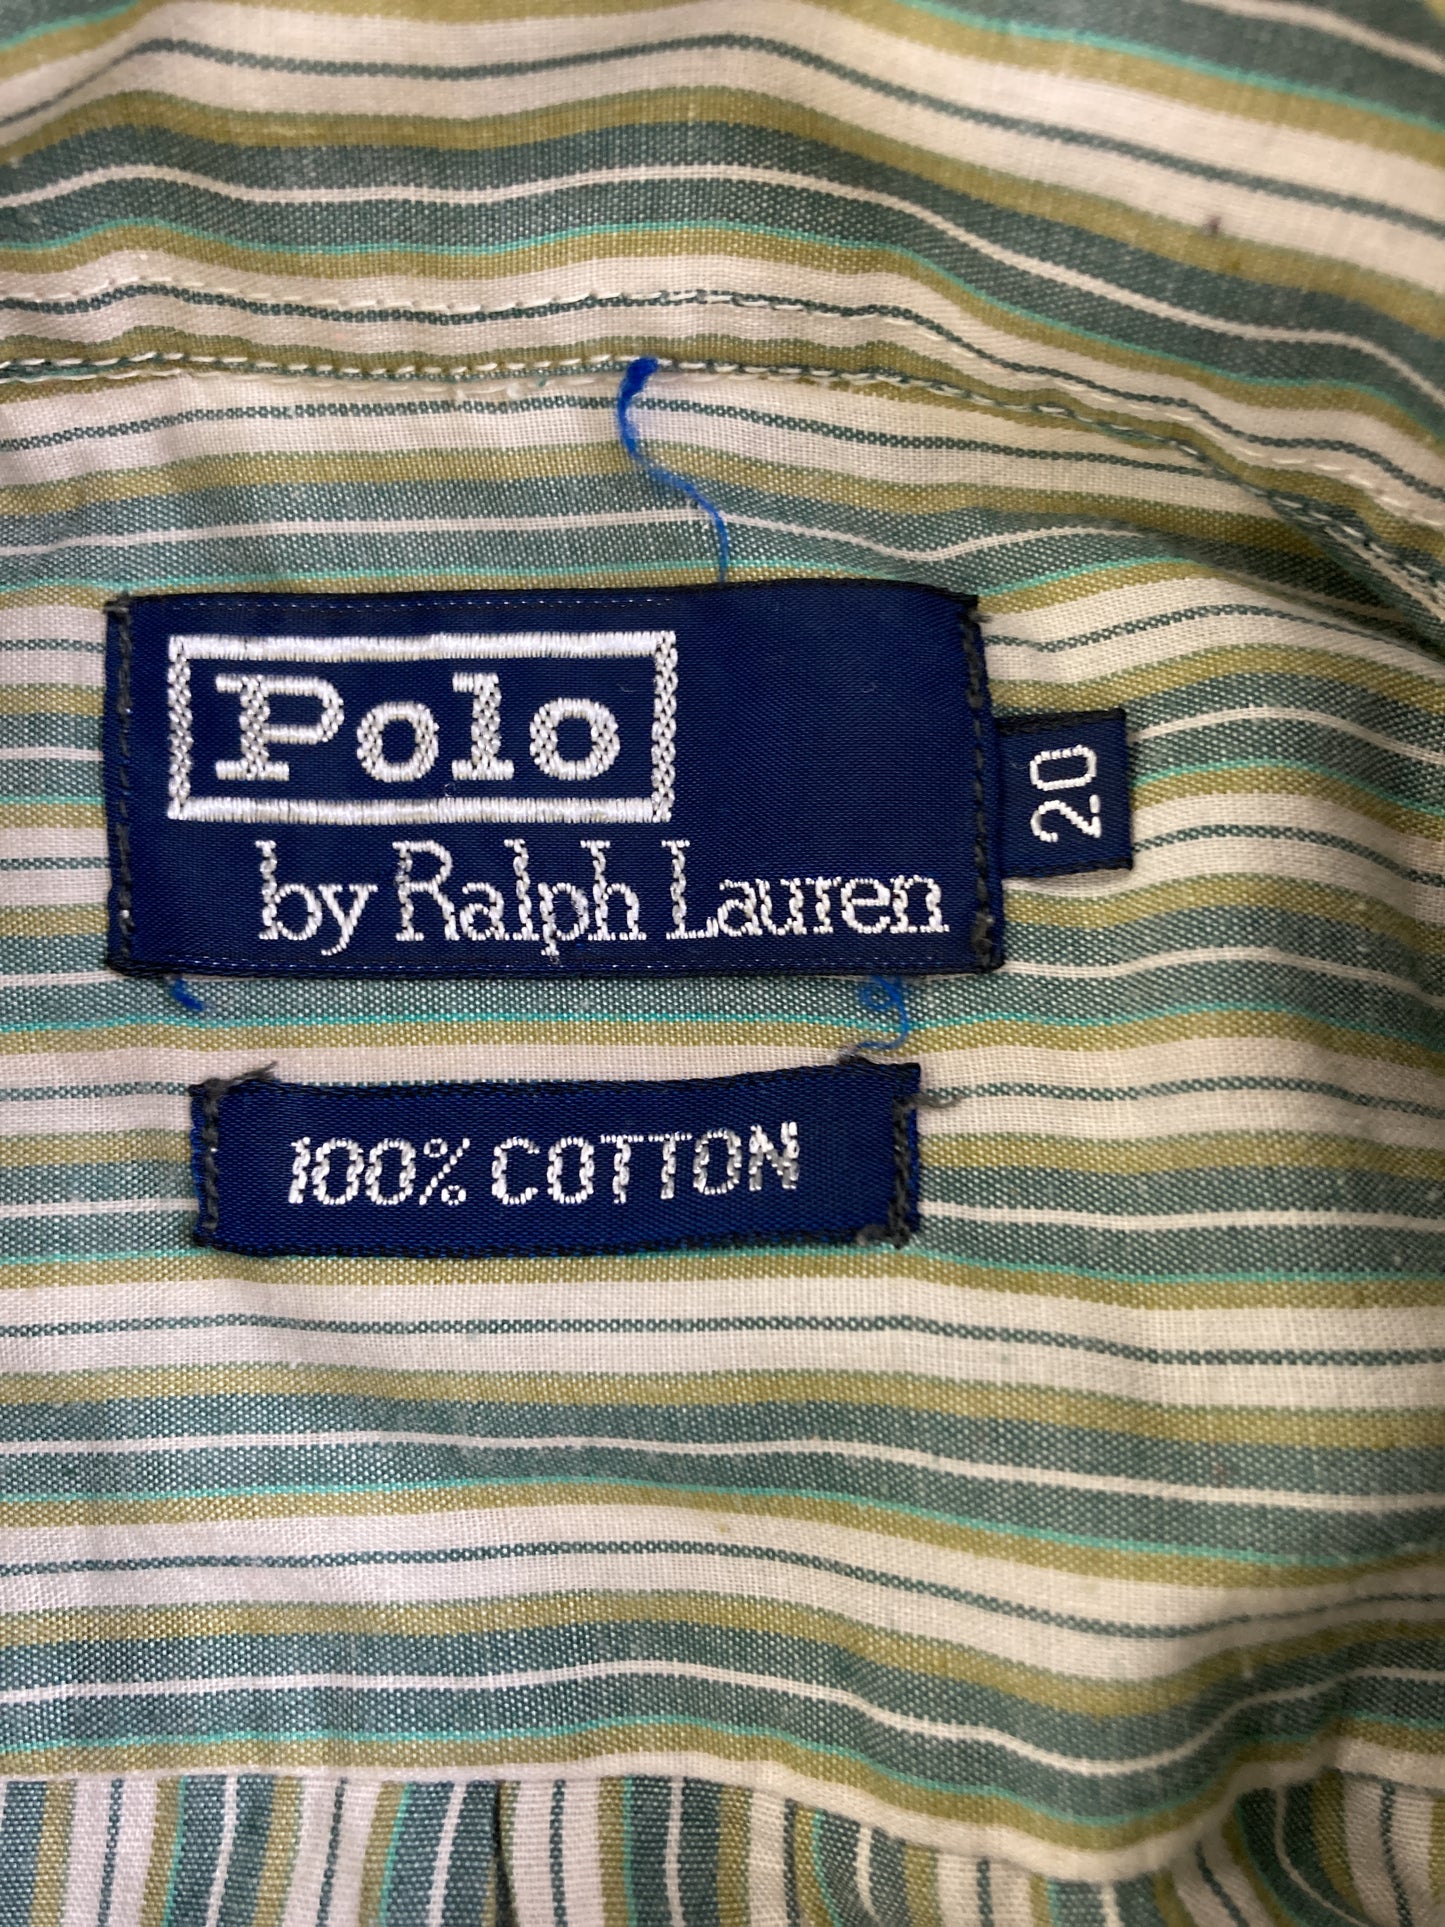 Polo
by Ralph Lauren
20
100% COTTON